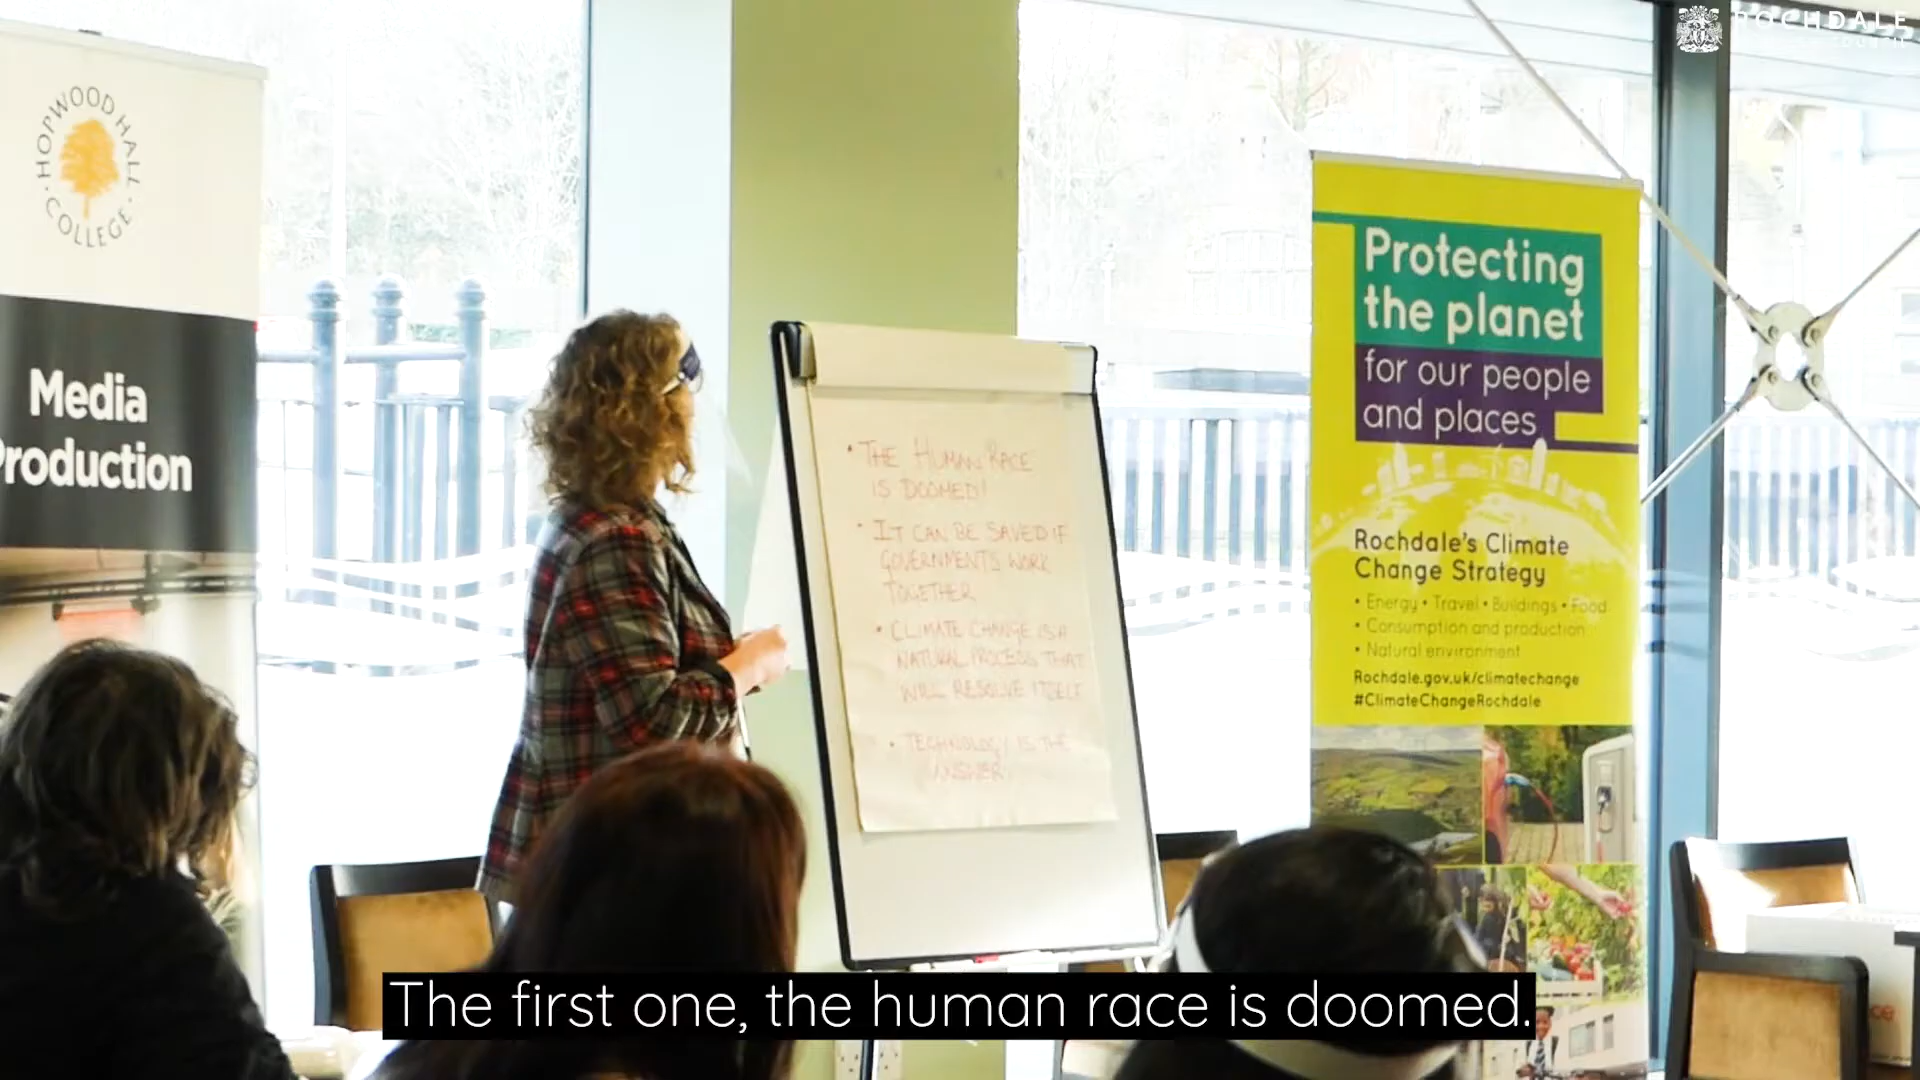 HOPWOOD HALL
• COLLEGE •
Media
Production
• THE HUMAN RACE
IS DOOMED!
• IT CAN BE SAVED IF
GOVERNMENTS WORK
TOGETHER
• CLIMATE CHANGE IS A
NATURAL PROCESS THAT
WILL RESOLVE ITSELF
• TECHNOLOGY IS THE
ANSWER.
ROCHDALE
Protecting
the planet
for our people
and places
Rochdale's Climate
Change Strategy
• Energy • Travel • Buildings • Food
• Consumption and production
• Natural environment
Rochdale.gov.uk/climatechange
#ClimateChangeRochdale
The first one, the human race is doomed.